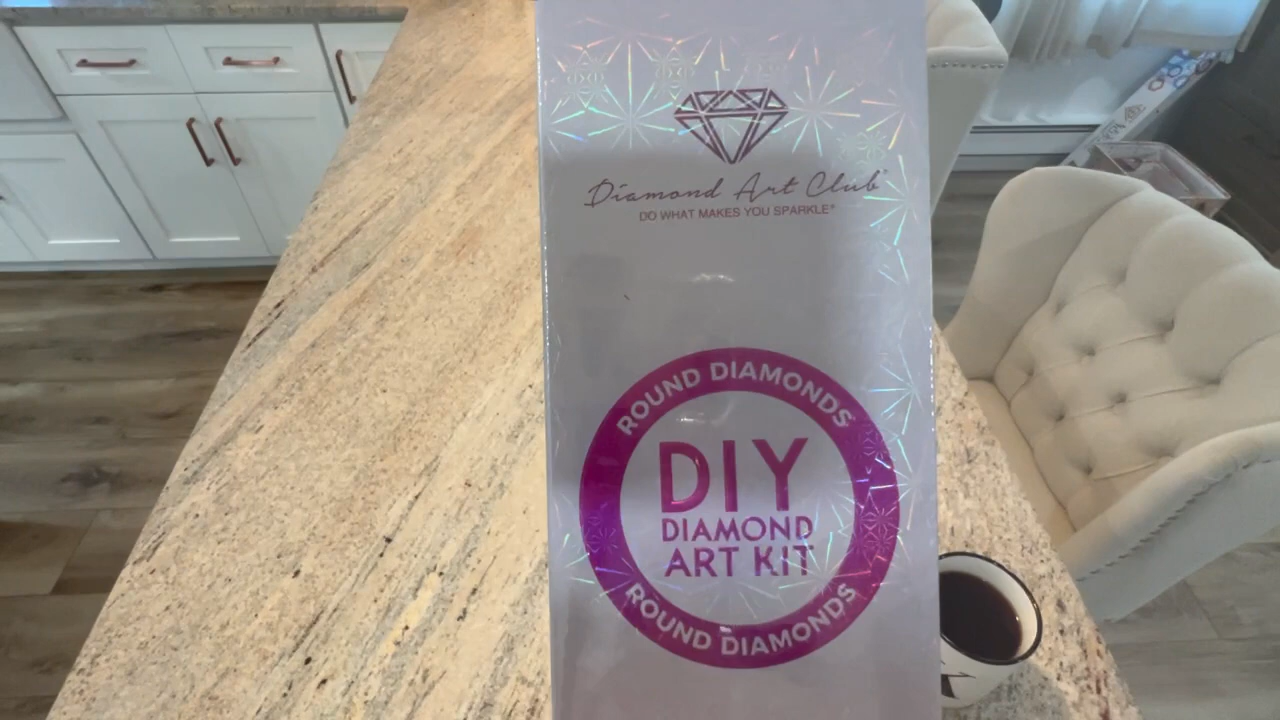 Diamond Art Club
DO WHAT MAKES YOU SPARKLE®
ROUND DIAMONDS
DIY
DIAMOND
ART KIT
ROUND DIAMONDS